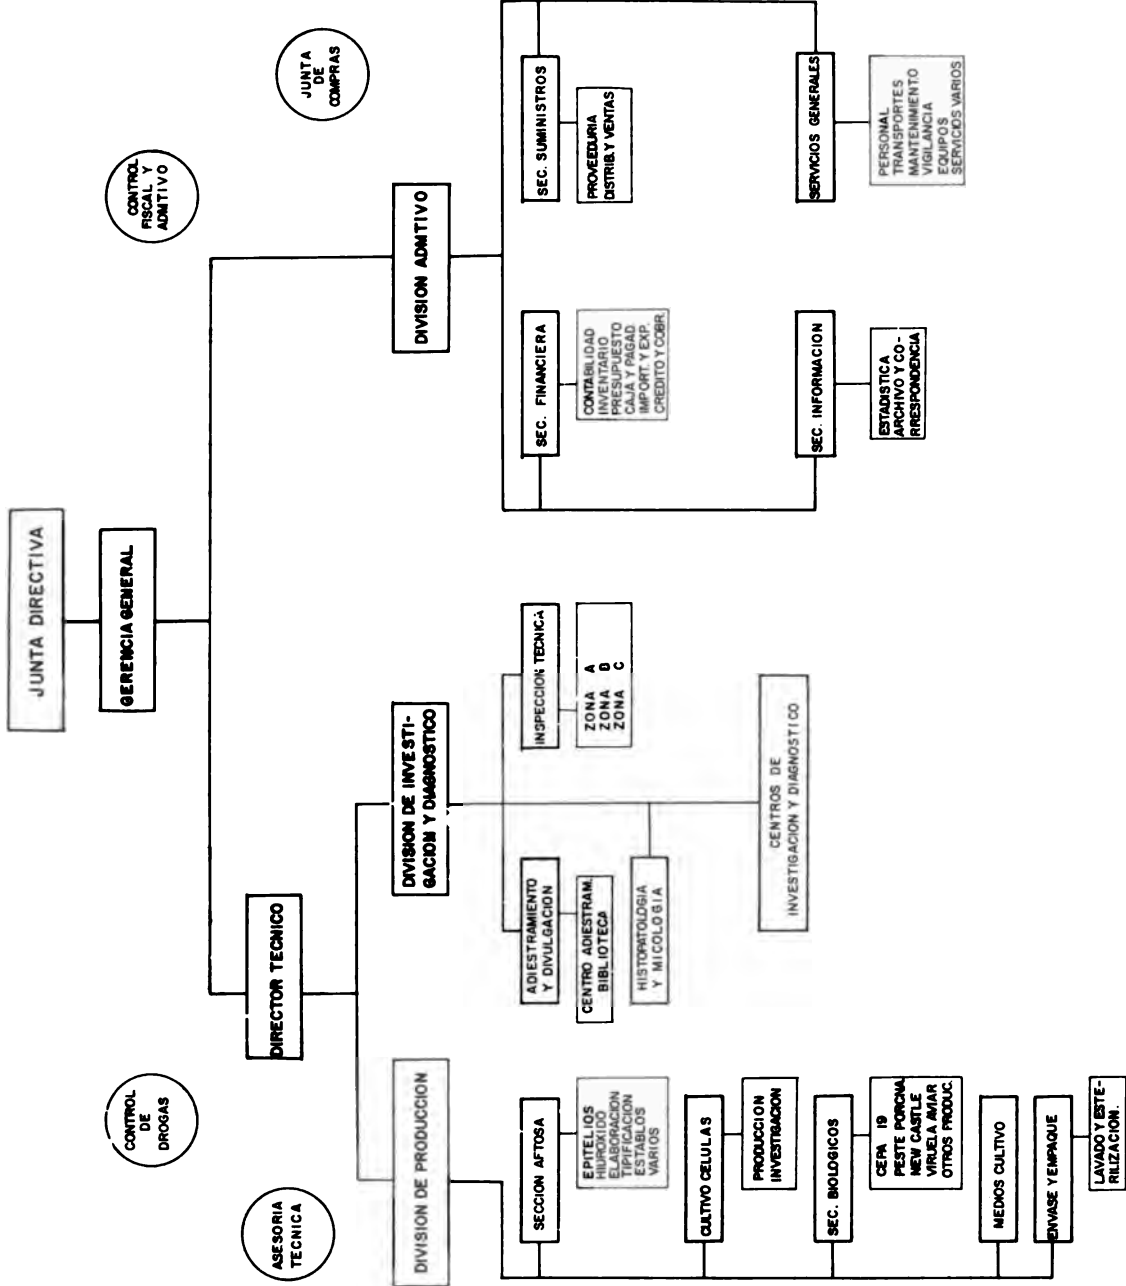 JUNTA DIRECTIVA
GERENCIA GENERAL
CONTROL
DE
DROGAS
CONTROL
FISCAL Y
ADMTIVO
ASESORIA
TECNICA
DIRECTOR TECNICO
JUNTA
DE
COMPRAS
DIVISION DE PRODUCCION
DIVISION DE INVESTI-
GACION Y DIAGNOSTICO
DIVISION ADMTIVO
SECCION AFTOSA
EPITELIOS
HIUROXIDO
ELABORACION
TIPIFICACION
ESTABLOS
VARIOS
CULTIVO CELULAS
PRODUCCION
INVESTIGACION
SEC. BIOLOGICOS
CEPA 19
PESTE PORCNA
NEW CASTLE
VIRUELA AVIAR
OTROS PRODUC.
MEDIOS CULTIVO
ENVASE Y EMPAQUE
LAVADO Y ESTE-
RILIZACION.
ADIESTRAMIENTO
Y DIVULGACION
CENTRO ADIESTRAM.
BIBLIOTECA
HISTOPATOLOGIA
Y MICOLOGIA
INSPECCION TECNICA
ZONA A
ZONA B
ZONA C
CENTROS DE
INVESTIGACION Y DIAGNOSTICO
SEC. FINANCIERA
CONTABILIDAD
INVENTARIO
PRESUPUESTO
CAJA Y PAGAD.
IMPORT. Y EXP.
CREDITO Y COBR.
SEC. SUMINISTROS
PROVEEDURIA
DISTRIB. Y VENTAS
SEC. INFORMACION
ESTADISTICA
ARCHIVO Y CO-
RRESPONDENCIA
SERVICIOS GENERALES
PERSONAL
TRANSPORTES
MANTENIMIENTO
VIGILANCIA
EQUIPOS
SERVICIOS VARIOS